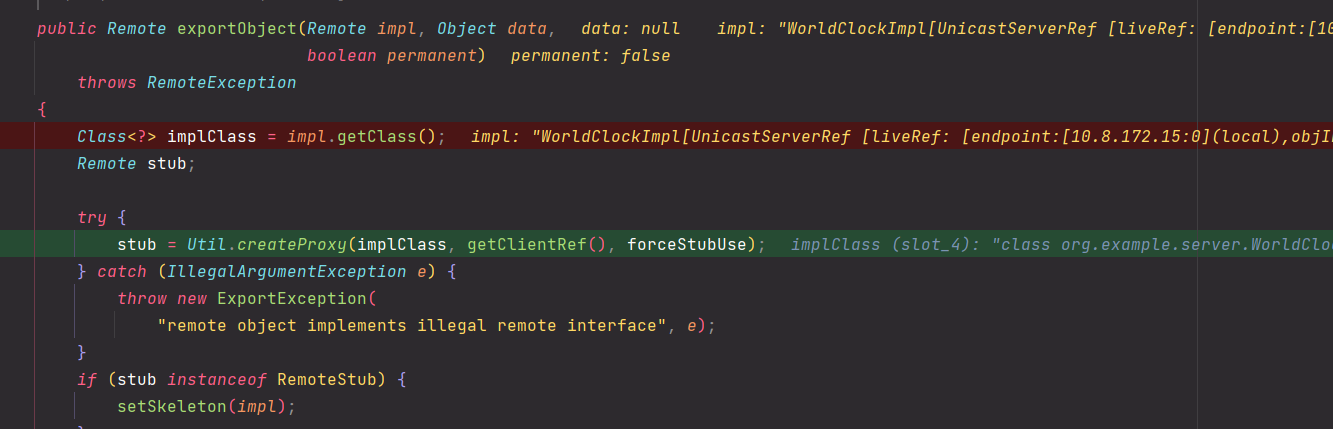 public Remote exportObject(Remote impl, Object data,   data: null   impl: "WorldClockImpl[UnicastServerRef [liveRef: [endpoint:[10
boolean permanent)   permanent: false
throws RemoteException
{
Class<?> implClass = impl.getClass();   impl: "WorldClockImpl[UnicastServerRef [liveRef: [endpoint:[10.8.172.15:0](local),objI
Remote stub;
try {
stub = Util.createProxy(implClass, getClientRef(), forceStubUse);   implClass (slot_4): "class org.example.server.WorldClo
} catch (IllegalArgumentException e) {
throw new ExportException(
"remote object implements illegal remote interface", e);
}
if (stub instanceof RemoteStub) {
setSkeleton(impl);